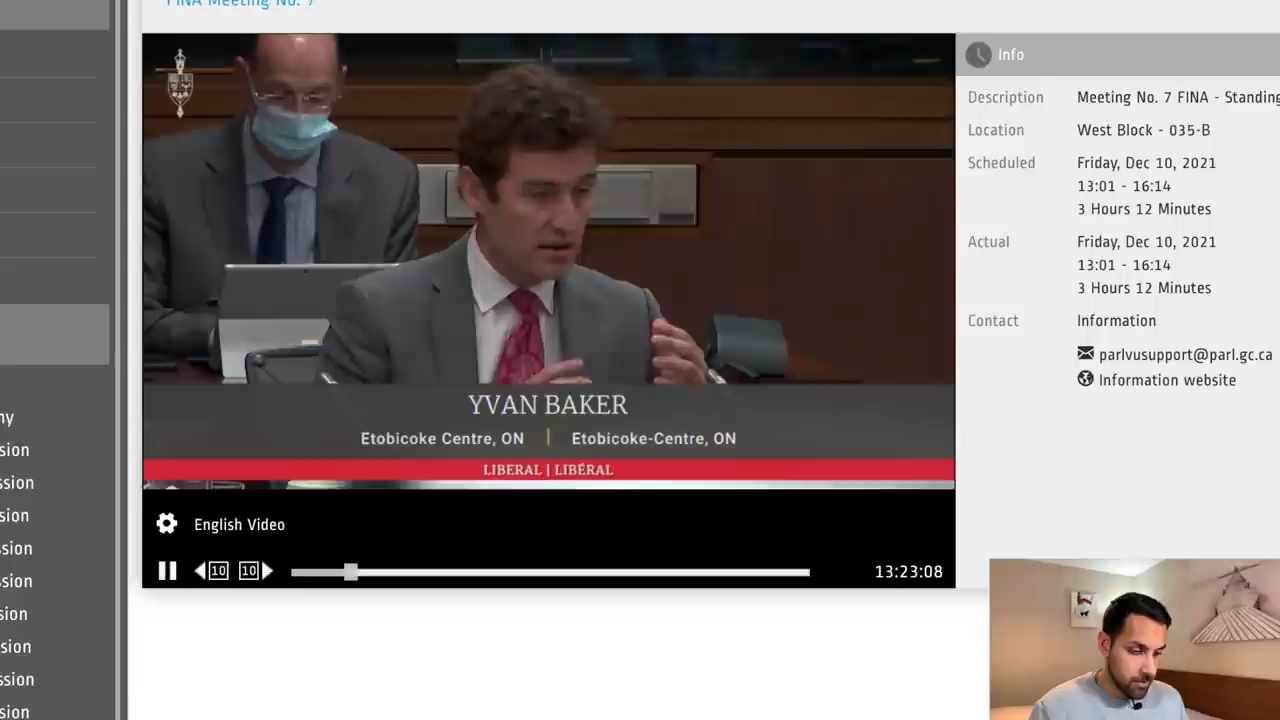 FINA Meeting No. 7
Info
Description Meeting No. 7 FINA - Standing
Location West Block - 035-B
Scheduled Friday, Dec 10, 2021
13:01 - 16:14
3 Hours 12 Minutes
Actual Friday, Dec 10, 2021
13:01 - 16:14
3 Hours 12 Minutes
Contact Information
parlvusupport@parl.gc.ca
Information website
YVAN BAKER
Etobicoke Centre, ON | Etobicoke-Centre, ON
LIBERAL | LIBÉRAL
English Video
10 10 13:23:08
ny
sion
ssion
sion
ssion
sion
sion
sion
ssion
sion